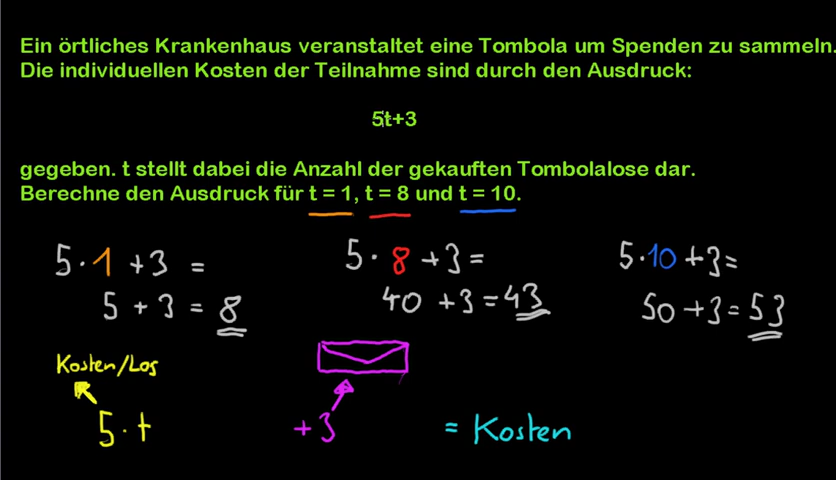 Ein örtliches Krankenhaus veranstaltet eine Tombola um Spenden zu sammeln.
Die individuellen Kosten der Teilnahme sind durch den Ausdruck:
5t+3
gegeben. t stellt dabei die Anzahl der gekauften Tombolalose dar.
Berechne den Ausdruck für t = 1, t = 8 und t = 10.
5 · 1 + 3 =
5 + 3 = 8
5 · 8 + 3 =
40 + 3 = 43
5 · 10 + 3 =
50 + 3 = 53
Kosten/Los
5 · t + 3 = Kosten